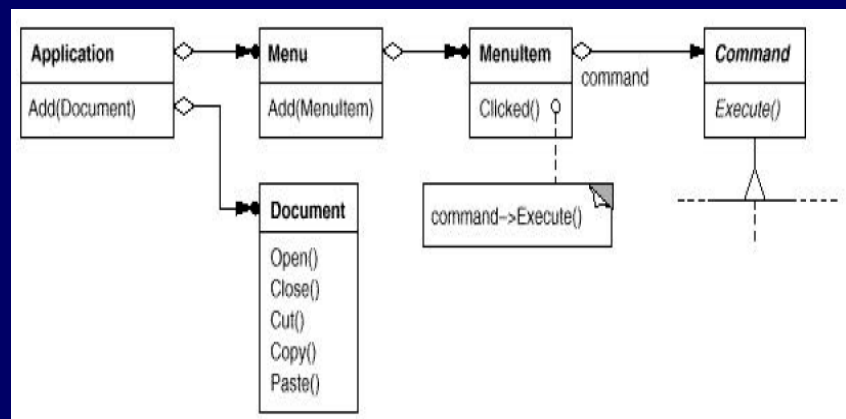 Application
Add(Document)
Menu
Add(MenuItem)
MenuItem
Clicked()
command
Command
Execute()
command->Execute()
Document
Open()
Close()
Cut()
Copy()
Paste()